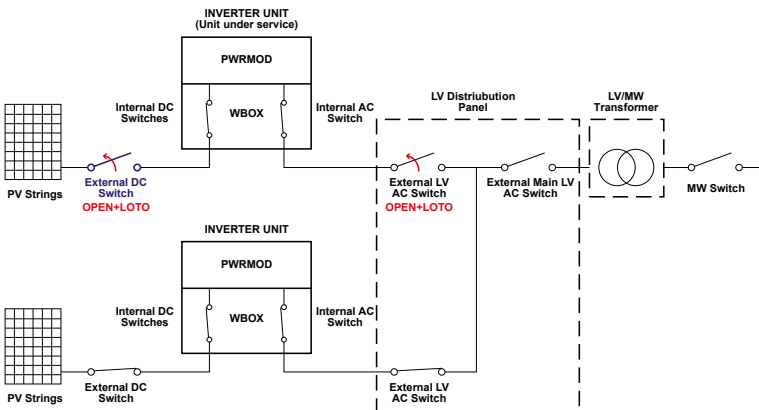 INVERTER UNIT
(Unit under service)
PWRMOD
Internal DC
Switches
WBOX
Internal AC
Switch
LV Distriubution
Panel
LV/MW
Transformer
PV Strings
External DC
Switch
OPEN+LOTO
External LV
AC Switch
OPEN+LOTO
External Main LV
AC Switch
MW Switch
INVERTER UNIT
PWRMOD
Internal DC
Switches
WBOX
Internal AC
Switch
PV Strings
External DC
Switch
External LV
AC Switch